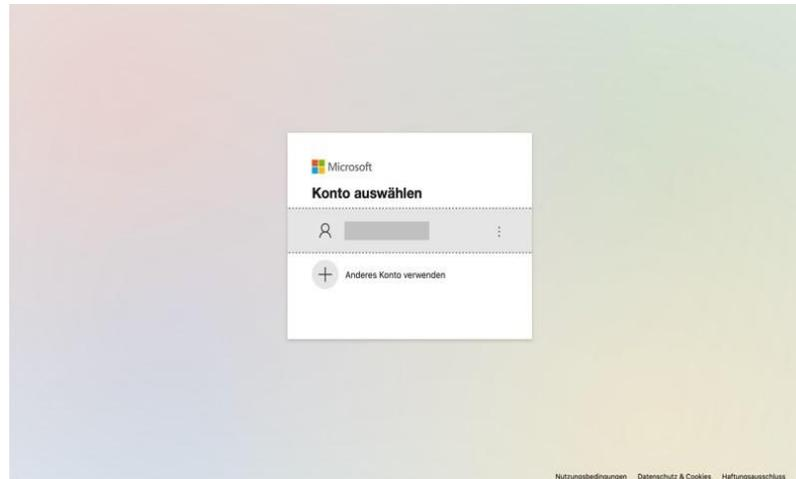 Microsoft
Konto auswählen
Anderes Konto verwenden
Nutzungsbedingungen Datenschutz & Cookies Haftungsausschluss